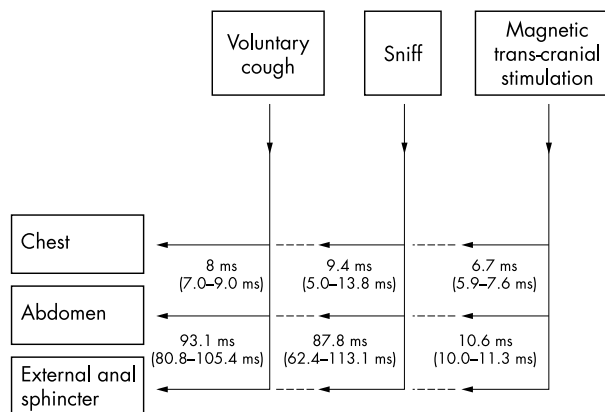 Voluntary
cough
Sniff
Magnetic
trans-cranial
stimulation
Chest
8 ms
(7.0–9.0 ms)
9.4 ms
(5.0–13.8 ms)
6.7 ms
(5.9–7.6 ms)
Abdomen
93.1 ms
(80.8–105.4 ms)
87.8 ms
(62.4–113.1 ms)
10.6 ms
(10.0–11.3 ms)
External anal
sphincter